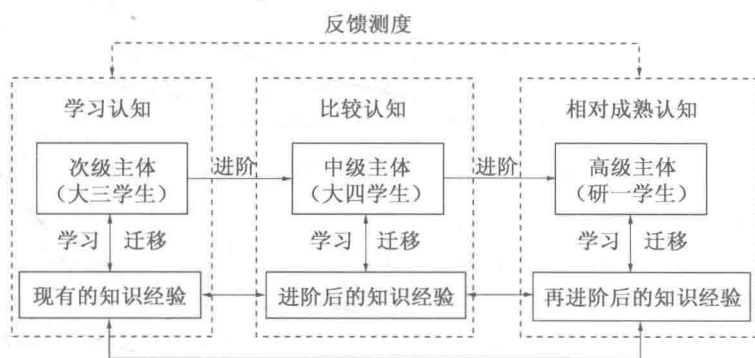 反馈测度
学习认知
比较认知
相对成熟认知
次级主体
(大三学生)
进阶
中级主体
(大四学生)
进阶
高级主体
(研一学生)
学习 迁移
学习 迁移
学习 迁移
现有的知识经验
进阶后的知识经验
再进阶后的知识经验